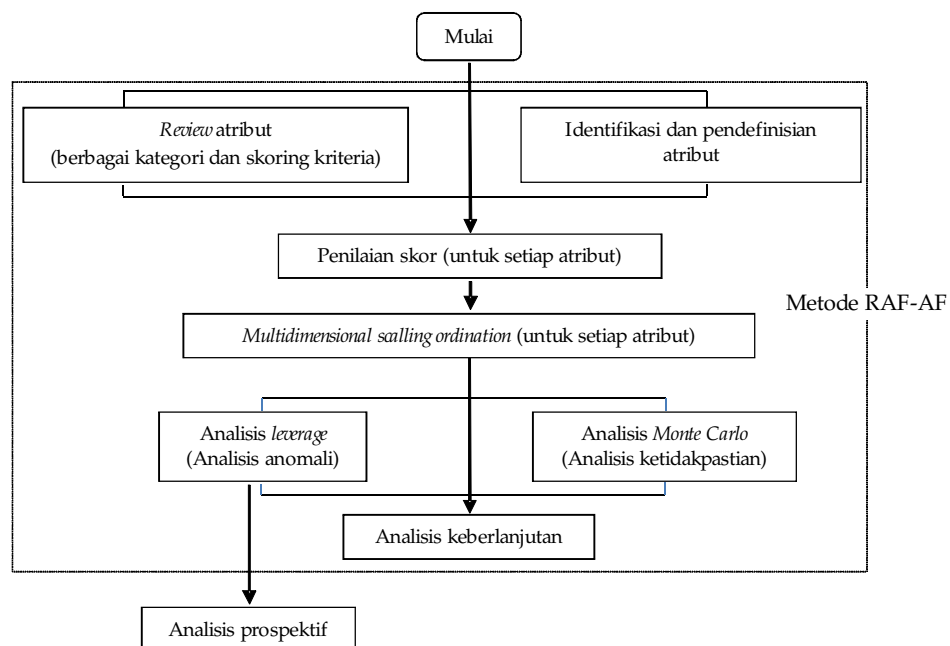 Mulai
Review atribut
(berbagai kategori dan skoring kriteria)
Identifikasi dan pendefinisian
atribut
Penilaian skor (untuk setiap atribut)
Metode RAF-AF
Multidimensional scalling ordination (untuk setiap atribut)
Analisis leverage
(Analisis anomali)
Analisis Monte Carlo
(Analisis ketidakpastian)
Analisis keberlanjutan
Analisis prospektif